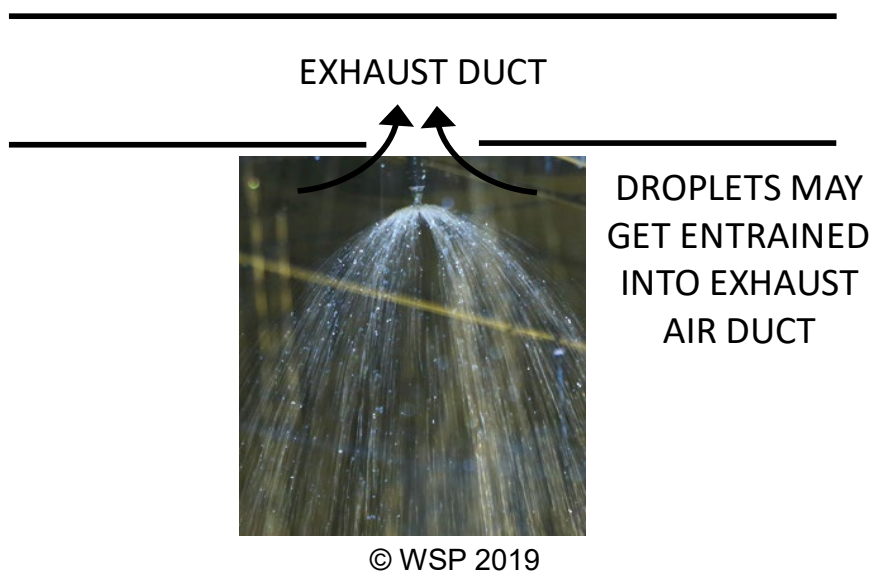 EXHAUST DUCT
DROPLETS MAY
GET ENTRAINED
INTO EXHAUST
AIR DUCT
© WSP 2019